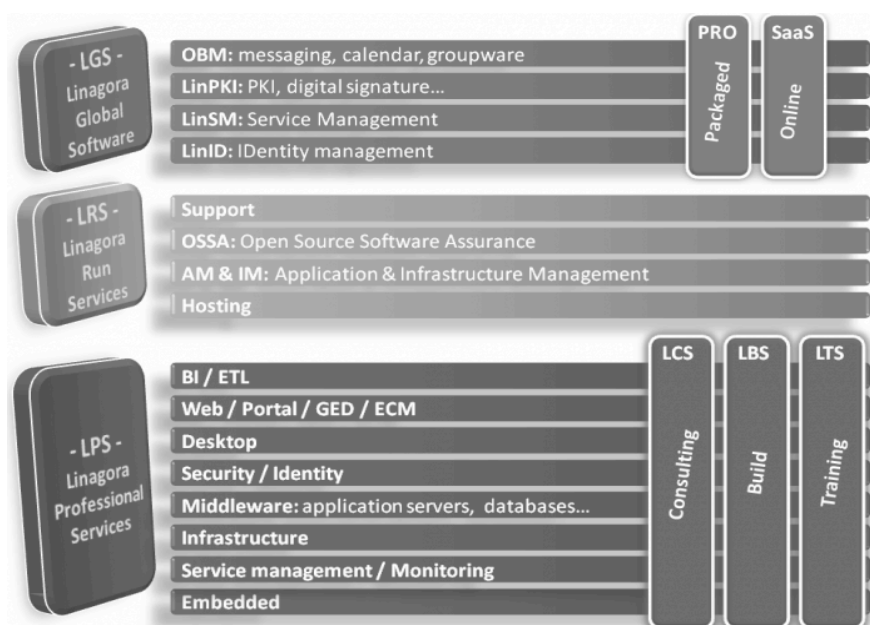 - LGS -
Linagora
Global
Software
OBM: messaging, calendar, groupware
LinPKI: PKI, digital signature...
LinSM: Service Management
LinID: IDentity management
PRO
Packaged
SaaS
Online
- LRS -
Linagora
Run
Services
Support
OSSA: Open Source Software Assurance
AM & IM: Application & Infrastructure Management
Hosting
- LPS -
Linagora
Professional
Services
BI / ETL
Web / Portal / GED / ECM
Desktop
Security / Identity
Middleware: application servers, databases...
Infrastructure
Service management / Monitoring
Embedded
LCS
Consulting
LBS
Build
LTS
Training